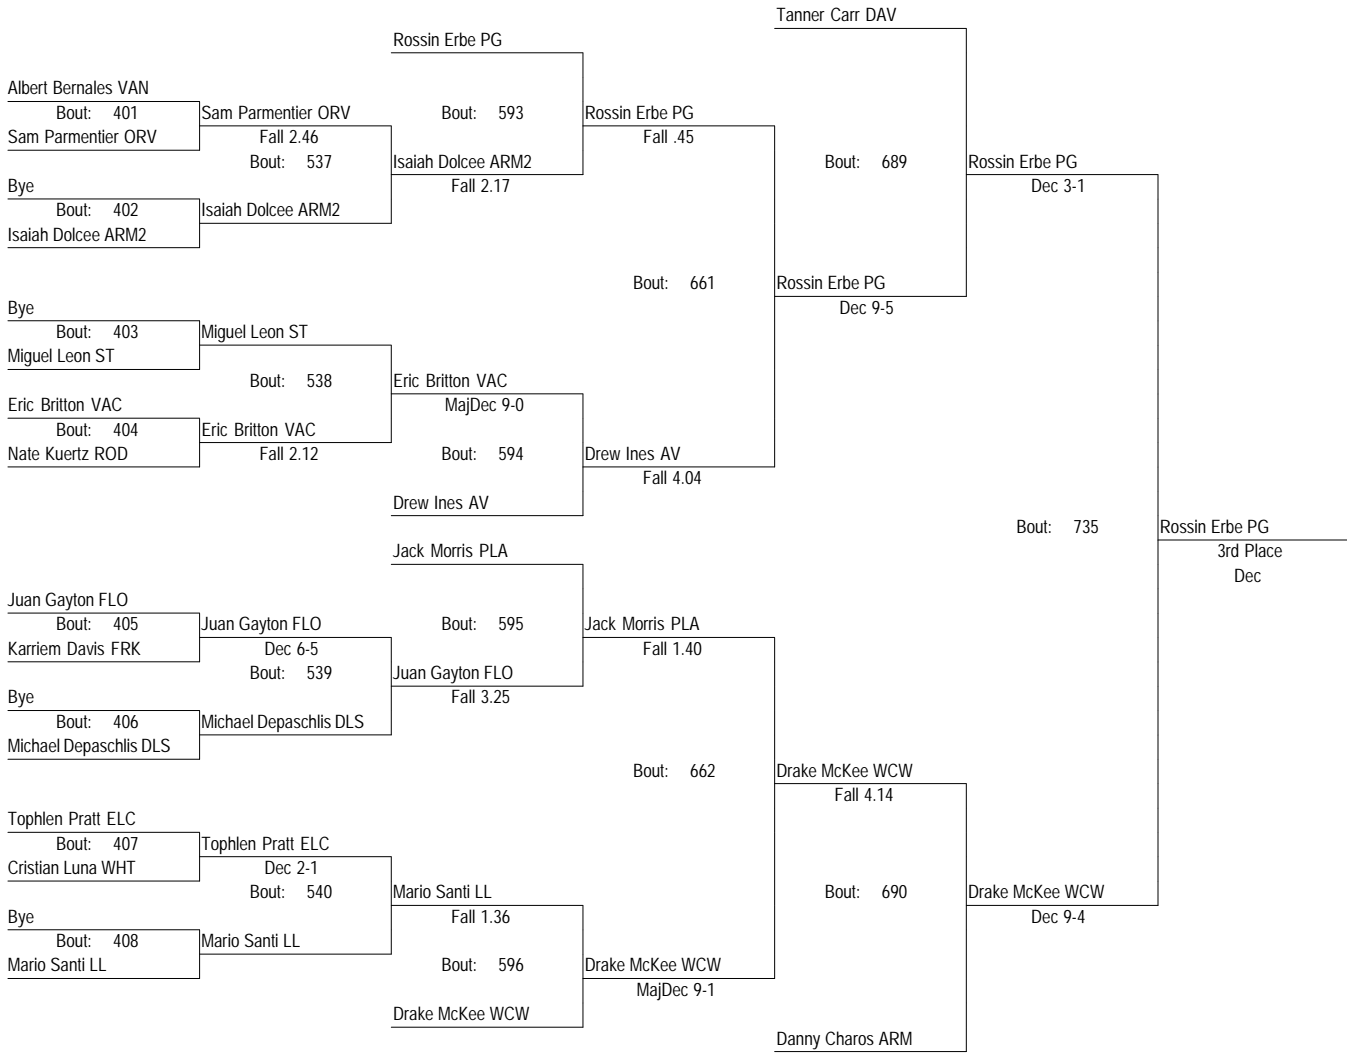 Tanner Carr DAV
Rossin Erbe PG
Albert Bernales VAN
Bout: 401
Sam Parmentier ORV
Bout: 593
Rossin Erbe PG
Sam Parmentier ORV
Fall 2.46
Fall .45
Bout: 537
Isaiah Dolcee ARM2
Bout: 689
Rossin Erbe PG
Bye
Fall 2.17
Dec 3-1
Bout: 402
Isaiah Dolcee ARM2
Isaiah Dolcee ARM2
Bout: 661
Rossin Erbe PG
Bye
Dec 9-5
Bout: 403
Miguel Leon ST
Miguel Leon ST
Bout: 538
Eric Britton VAC
Eric Britton VAC
MajDec 9-0
Bout: 404
Eric Britton VAC
Nate Kuertz ROD
Fall 2.12
Bout: 594
Drew Ines AV
Fall 4.04
Drew Ines AV
Bout: 735
Rossin Erbe PG
Jack Morris PLA
3rd Place
Dec
Juan Gayton FLO
Bout: 405
Juan Gayton FLO
Bout: 595
Jack Morris PLA
Karriem Davis FRK
Dec 6-5
Fall 1.40
Bout: 539
Juan Gayton FLO
Bye
Fall 3.25
Bout: 406
Michael Depaschlis DLS
Michael Depaschlis DLS
Bout: 662
Drake McKee WCW
Fall 4.14
Tophlen Pratt ELC
Bout: 407
Tophlen Pratt ELC
Cristian Luna WHT
Dec 2-1
Bout: 540
Mario Santi LL
Bout: 690
Drake McKee WCW
Bye
Fall 1.36
Dec 9-4
Bout: 408
Mario Santi LL
Mario Santi LL
Bout: 596
Drake McKee WCW
MajDec 9-1
Drake McKee WCW
Danny Charos ARM